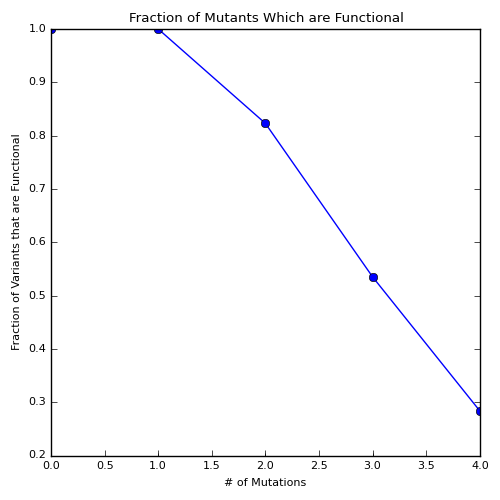 Fraction of Mutants Which are Functional
Fraction of Variants that are Functional
1.0
0.9
0.8
0.7
0.6
0.5
0.4
0.3
0.2
0.0 0.5 1.0 1.5 2.0 2.5 3.0 3.5 4.0
# of Mutations